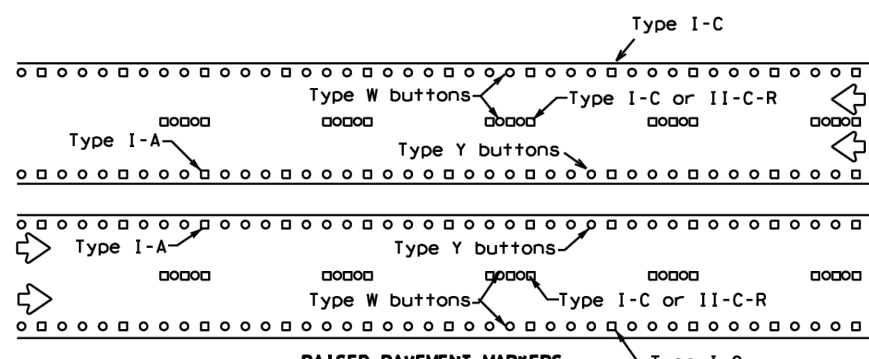 Type I-C
Type W buttons
Type I-C or II-C-R
Type I-A
Type Y buttons
Type I-A
Type Y buttons
Type W buttons
Type I-C or II-C-R
RAISED PAVEMENT MARKERS
Type I-C